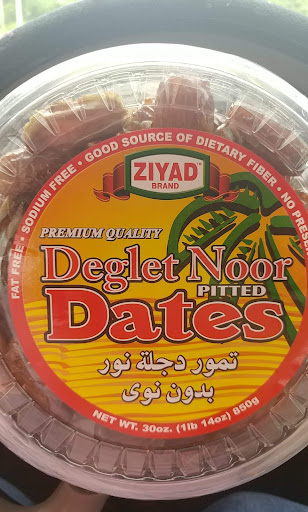 FAT FREE • SODIUM FREE • GOOD SOURCE OF DIETARY FIBER • NO
ZIYAD
BRAND
PREMIUM QUALITY
Deglet Noor
PITTED
Dates
تمور دجلة نور
بدون نوى
NET WT. 30oz. (1lb 14oz) 850g